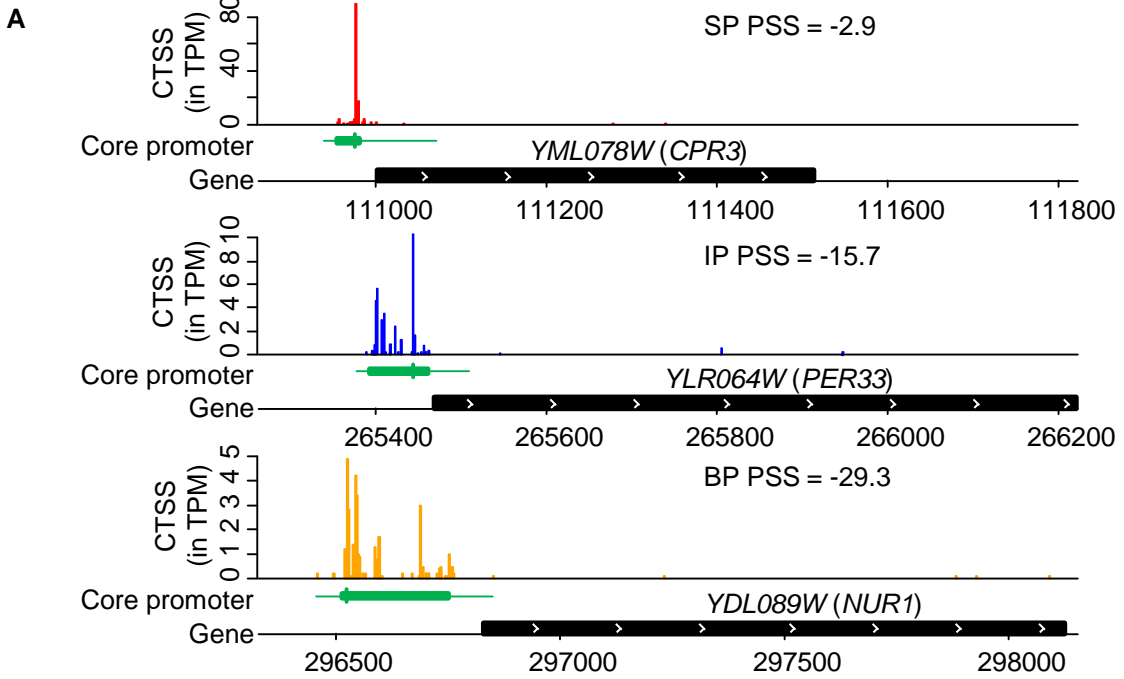 A
CTSS
(in TPM)
0 40 80
SP PSS = -2.9
Core promoter
YML078W (CPR3)
Gene
111000 111200 111400 111600 111800
CTSS
(in TPM)
0 2 4 6 8 10
IP PSS = -15.7
Core promoter
YLR064W (PER33)
Gene
265400 265600 265800 266000 266200
CTSS
(in TPM)
0 1 2 3 4 5
BP PSS = -29.3
Core promoter
YDL089W (NUR1)
Gene
296500 297000 297500 298000